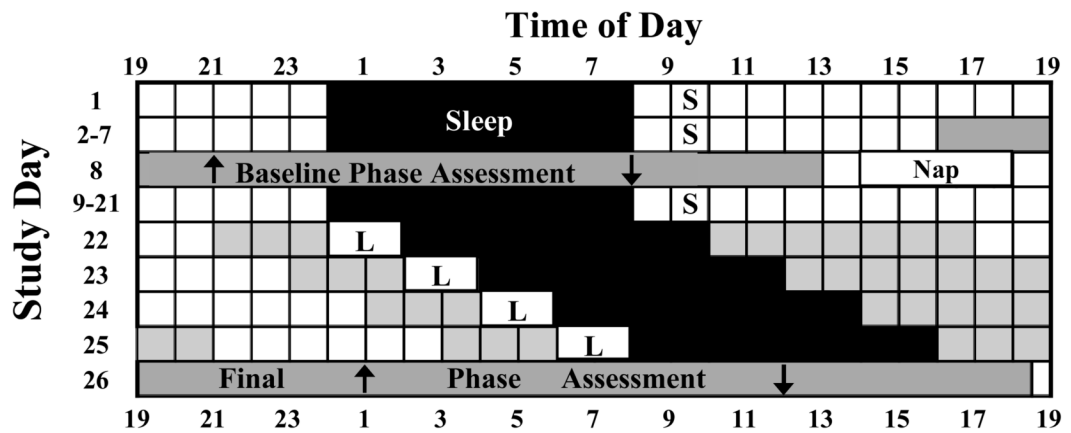 Time of Day
19 21 23 1 3 5 7 9 11 13 15 17 19
Study Day
1 Sleep S
2-7 S
8 Baseline Phase Assessment Nap
9-21 S
22 L
23 L
24 L
25 L
26 Final Phase Assessment
19 21 23 1 3 5 7 9 11 13 15 17 19